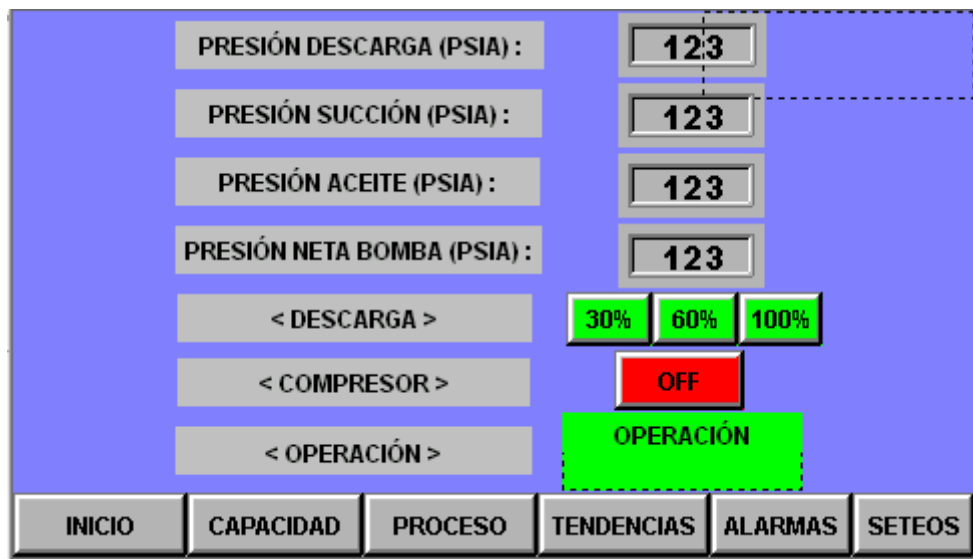 PRESIÓN DESCARGA (PSIA) : 123
PRESIÓN SUCCIÓN (PSIA) : 123
PRESIÓN ACEITE (PSIA) : 123
PRESIÓN NETA BOMBA (PSIA) : 123
< DESCARGA > 30% 60% 100%
< COMPRESOR > OFF
< OPERACIÓN > OPERACIÓN
INICIO CAPACIDAD PROCESO TENDENCIAS ALARMAS SETEOS